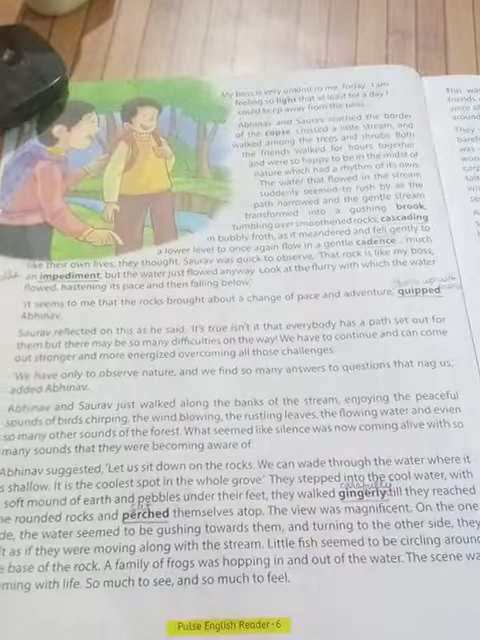 My boss is very unkind to me. Today, I am
feeling so light that at least for a day I
could keep away from the boss.'
Abhinav and Saurav reached the border
of the copse, crossed a little stream, and
walked among the trees and shrubs. Both
the friends walked for hours together
and were so happy to be in the midst of
nature which had a rhythm of its own.
The water that flowed in the stream
suddenly seemed to rush by as the
path narrowed and the gentle stream
transformed into a gushing brook,
tumbling over smoothened rocks, cascading
in bubbly froth, as it meandered and fell gently to
a lower level to once again flow in a gentle cadence
much
like their own lives, they thought. Saurav was quick to observe, 'That rock is like my boss,
an impediment, but the water just flowed anyway. Look at the flurry with which the water
flowed, hastening its pace and then falling below.'
'It seems to me that the rocks brought about a change of pace and adventure,' quipped
Abhinav.
Saurav reflected on this as he said, 'It's true isn't it that everybody has a path set out for
them but there may be so many difficulties on the way! We have to continue and can come
out stronger and more energized overcoming all those challenges.'
'We have only to observe nature, and we find so many answers to questions that nag us,'
added Abhinav.
Abhinav and Saurav just walked along the banks of the stream, enjoying the peaceful
sounds of birds chirping, the wind blowing, the rustling leaves, the flowing water and even
so many other sounds of the forest. What seemed like silence was now coming alive with so
many sounds that they were becoming aware of.
Abhinav suggested, 'Let us sit down on the rocks. We can wade through the water where it
s shallow. It is the coolest spot in the whole grove.' They stepped into the cool water, with
carefully
soft mound of earth and pebbles under their feet, they walked gingerly till they reached
sit
he rounded rocks and perched themselves atop. The view was magnificent. On the one
de, the water seemed to be gushing towards them, and turning to the other side, they
t as if they were moving along with the stream. Little fish seemed to be circling around
e base of the rock. A family of frogs was hopping in and out of the water. The scene wa
ming with life. So much to see, and so much to feel.
Pulse English Reader-6